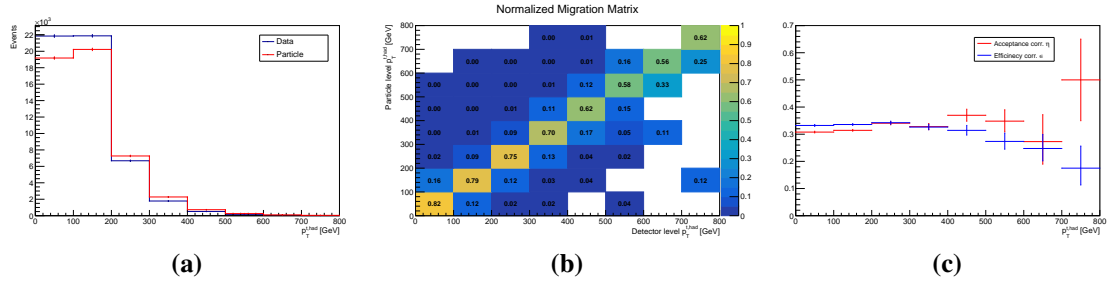 ×10³
Events
22
20
18
16
14
12
10
8
6
4
2
0
Data
Particle
0 100 200 300 400 500 600 700 800
p_T^{t,had} [GeV]
(a)
Normalized Migration Matrix
Particle level p_T^{t,had} [GeV]
800 0.00 0.01 0.62 1
700 0.00 0.00 0.00 0.01 0.16 0.56 0.25 0.9
600 0.00 0.00 0.00 0.01 0.12 0.58 0.33 0.8
500 0.00 0.00 0.01 0.11 0.62 0.15 0.7
400 0.00 0.01 0.09 0.70 0.17 0.05 0.11 0.6
300 0.02 0.09 0.75 0.13 0.04 0.02 0.5
200 0.16 0.79 0.12 0.03 0.04 0.12 0.4
100 0.82 0.12 0.02 0.02 0.04 0.3
0.2
0.1
0 0
0 100 200 300 400 500 600 700 800
Detector level p_T^{t,had} [GeV]
(b)
0.7
0.6
0.5
0.4
0.3
0.2
0.1
0
Acceptance corr. η
Efficinecy corr. ε
0 100 200 300 400 500 600 700 800
p_T^{t,had} [GeV]
(c)